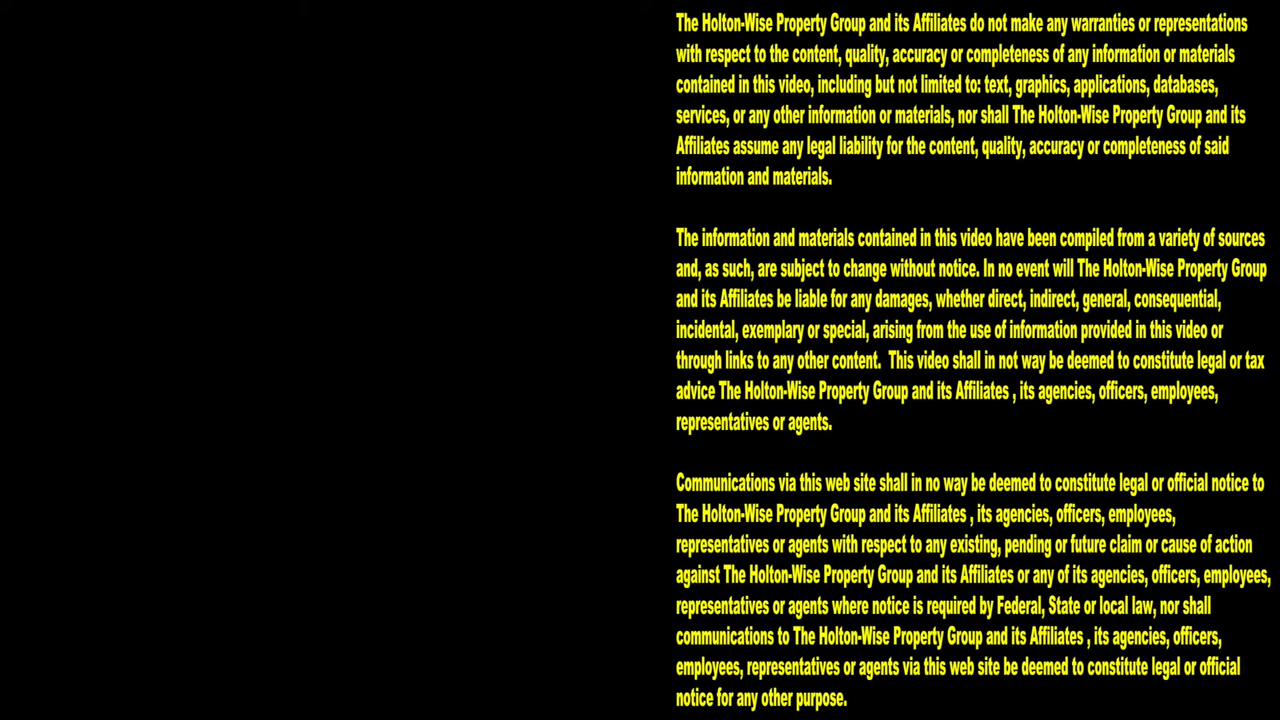 The Holton-Wise Property Group and its Affiliates do not make any warranties or representations
with respect to the content, quality, accuracy or completeness of any information or materials
contained in this video, including but not limited to: text, graphics, applications, databases,
services, or any other information or materials, nor shall The Holton-Wise Property Group and its
Affiliates assume any legal liability for the content, quality, accuracy or completeness of said
information and materials.
The information and materials contained in this video have been compiled from a variety of sources
and, as such, are subject to change without notice. In no event will The Holton-Wise Property Group
and its Affiliates be liable for any damages, whether direct, indirect, general, consequential,
incidental, exemplary or special, arising from the use of information provided in this video or
through links to any other content.  This video shall in not way be deemed to constitute legal or tax
advice The Holton-Wise Property Group and its Affiliates , its agencies, officers, employees,
representatives or agents.
Communications via this web site shall in no way be deemed to constitute legal or official notice to
The Holton-Wise Property Group and its Affiliates , its agencies, officers, employees,
representatives or agents with respect to any existing, pending or future claim or cause of action
against The Holton-Wise Property Group and its Affiliates or any of its agencies, officers, employees,
representatives or agents where notice is required by Federal, State or local law, nor shall
communications to The Holton-Wise Property Group and its Affiliates , its agencies, officers,
employees, representatives or agents via this web site be deemed to constitute legal or official
notice for any other purpose.